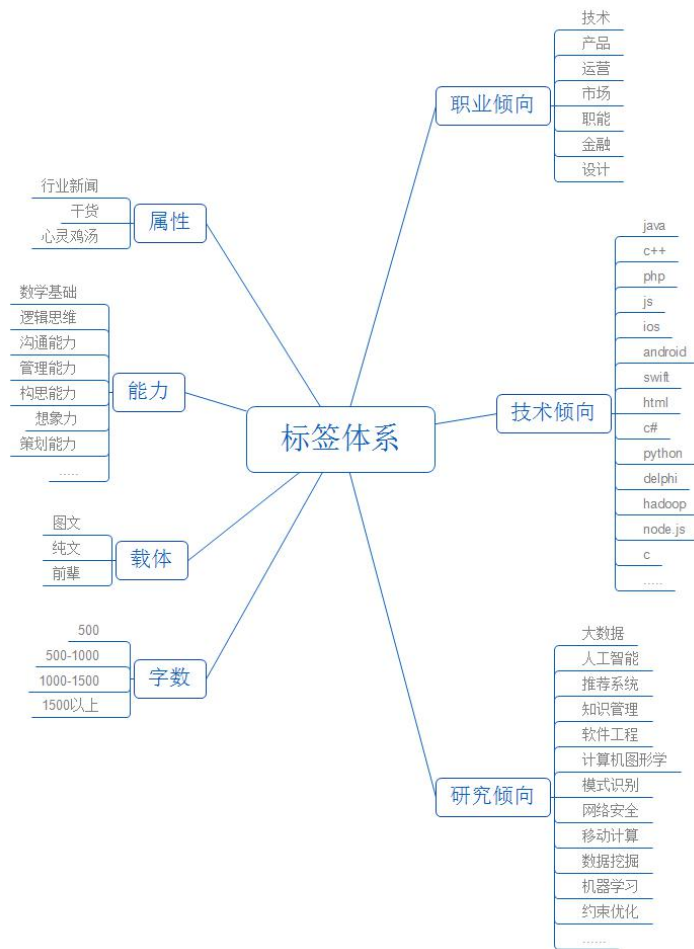 标签体系
职业倾向
技术
产品
运营
市场
职能
金融
设计
技术倾向
java
c++
php
js
ios
android
swift
html
c#
python
delphi
hadoop
node.js
c
.....
研究倾向
大数据
人工智能
推荐系统
知识管理
软件工程
计算机图形学
模式识别
网络安全
移动计算
数据挖掘
机器学习
约束优化
......
属性
行业新闻
干货
心灵鸡汤
能力
数学基础
逻辑思维
沟通能力
管理能力
构思能力
想象力
策划能力
.....
载体
图文
纯文
前辈
字数
500
500-1000
1000-1500
1500以上